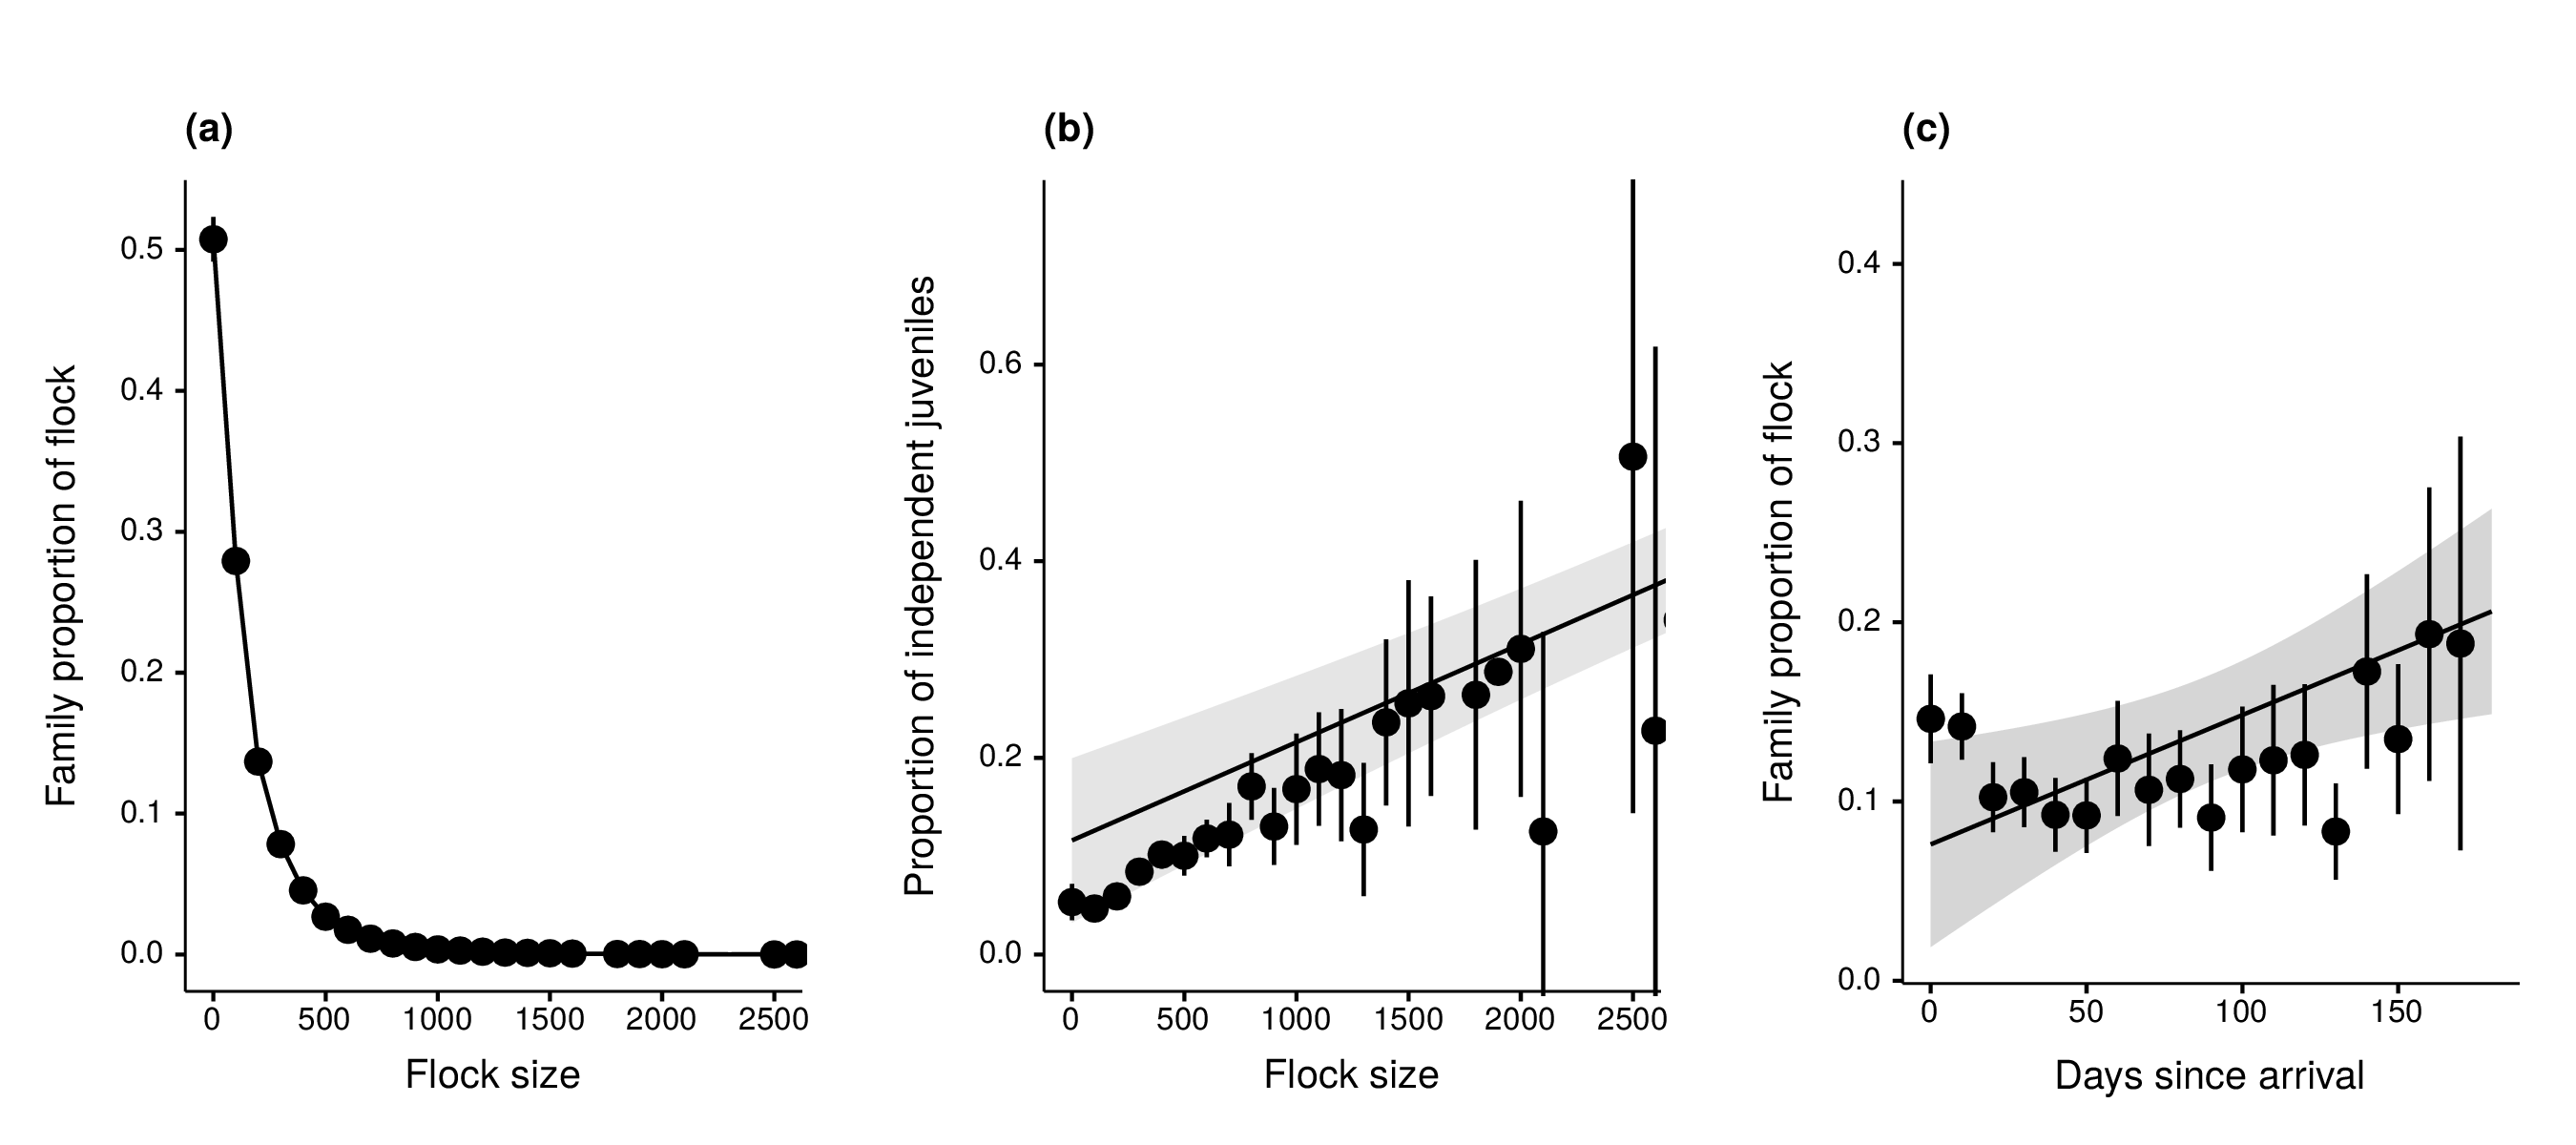 (a)
Family proportion of flock
0.5
0.4
0.3
0.2
0.1
0.0
0 500 1000 1500 2000 2500
Flock size
(b)
Proportion of independent juveniles
0.6
0.4
0.2
0.0
0 500 1000 1500 2000 2500
Flock size
(c)
Family proportion of flock
0.4
0.3
0.2
0.1
0.0
0 50 100 150
Days since arrival